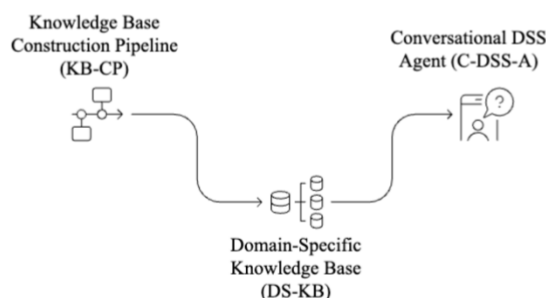 Knowledge Base
Construction Pipeline
(KB-CP)
Conversational DSS
Agent (C-DSS-A)
?
Domain-Specific
Knowledge Base
(DS-KB)